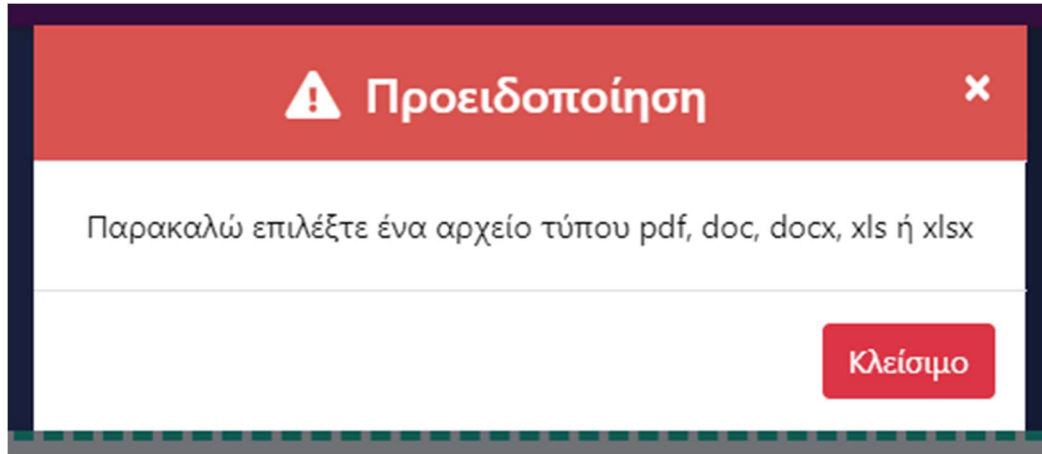 Προειδοποίηση
Παρακαλώ επιλέξτε ένα αρχείο τύπου pdf, doc, docx, xls ή xlsx
Κλείσιμο